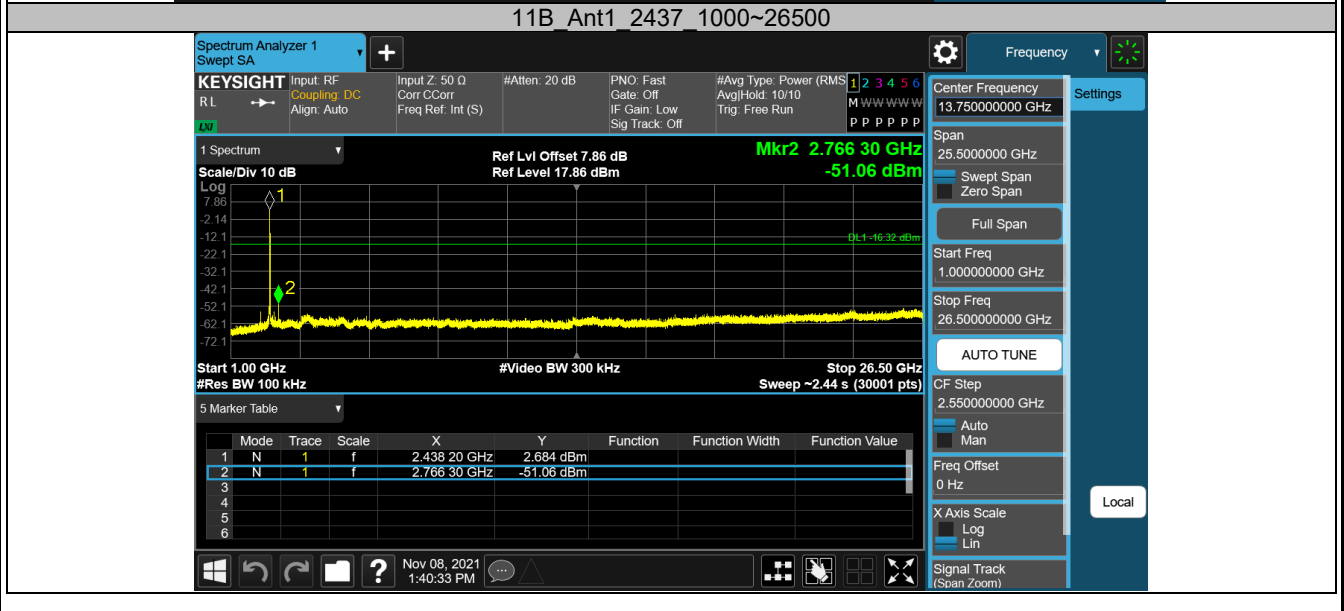 11B_Ant1_2437_1000~26500
Spectrum Analyzer 1
Swept SA
Frequency
KEYSIGHT
RL
LXI
Input: RF
Coupling: DC
Align: Auto
Input Z: 50 Ω
Corr CCorr
Freq Ref: Int (S)
#Atten: 20 dB
PNO: Fast
Gate: Off
IF Gain: Low
Sig Track: Off
#Avg Type: Power (RMS
Avg|Hold: 10/10
Trig: Free Run
1 2 3 4 5 6
M W W W W W
P P P P P P
1 Spectrum
Scale/Div 10 dB
Ref Lvl Offset 7.86 dB
Ref Level 17.86 dBm
Mkr2 2.766 30 GHz
-51.06 dBm
Log
1
7.86
-2.14
-12.1
DL1 -16.32 dBm
-22.1
-32.1
-42.1
2
-52.1
-62.1
-72.1
Start 1.00 GHz
#Video BW 300 kHz
Stop 26.50 GHz
#Res BW 100 kHz
Sweep ~2.44 s (30001 pts)
5 Marker Table
Mode Trace Scale X Y Function Function Width Function Value
1 N 1 f 2.438 20 GHz 2.684 dBm
2 N 1 f 2.766 30 GHz -51.06 dBm
3
4
5
6
Nov 08, 2021
1:40:33 PM
Center Frequency
13.75000000 GHz
Settings
Span
25.5000000 GHz
Swept Span
Zero Span
Full Span
Start Freq
1.000000000 GHz
Stop Freq
26.500000000 GHz
AUTO TUNE
CF Step
2.550000000 GHz
Auto
Man
Freq Offset
0 Hz
X Axis Scale
Log
Lin
Signal Track
(Span Zoom)
Local